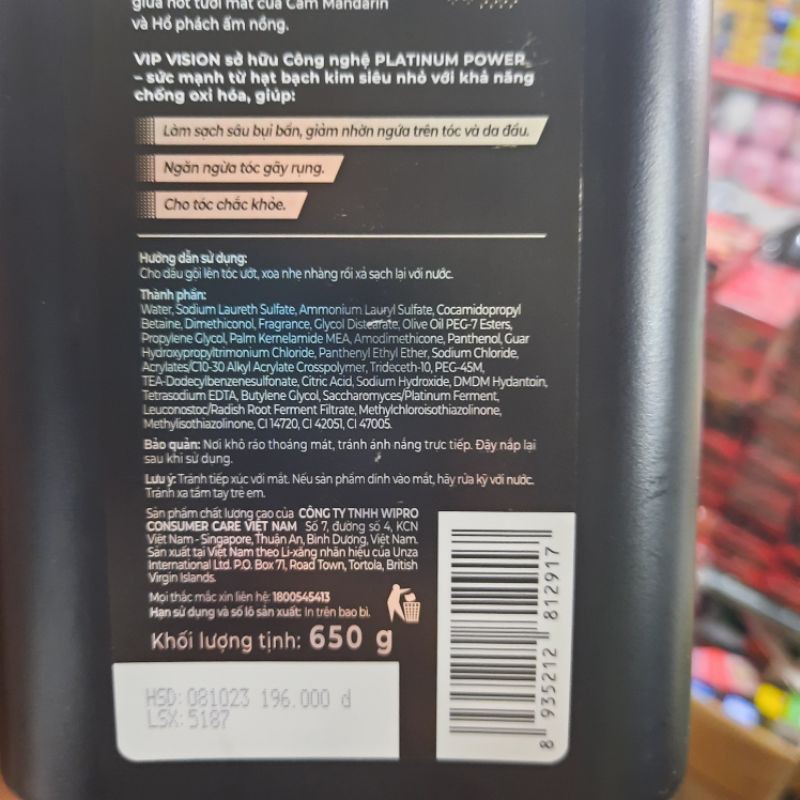 giữa nốt tươi mát của Cam Mandarin
và Hổ phách ấm nồng.
VIP VISION sở hữu Công nghệ PLATINUM POWER
– sức mạnh từ hạt bạch kim siêu nhỏ với khả năng
chống oxi hóa, giúp:
Làm sạch sâu bụi bẩn, giảm nhờn ngứa trên tóc và da đầu.
Ngăn ngừa tóc gãy rụng.
Cho tóc chắc khỏe.
Hướng dẫn sử dụng:
Cho dầu gội lên tóc ướt, xoa nhẹ nhàng rồi xả sạch lại với nước.
Thành phần:
Water, Sodium Laureth Sulfate, Ammonium Lauryl Sulfate, Cocamidopropyl
Betaine, Dimethiconol, Fragrance, Glycol Distearate, Olive Oil PEG-7 Esters,
Propylene Glycol, Palm Kernelamide MEA, Amodimethicone, Panthenol, Guar
Hydroxypropyltrimonium Chloride, Panthenyl Ethyl Ether, Sodium Chloride,
Acrylates/C10-30 Alkyl Acrylate Crosspolymer, Trideceth-10, PEG-45M,
TEA-Dodecylbenzenesulfonate, Citric Acid, Sodium Hydroxide, DMDM Hydantoin,
Tetrasodium EDTA, Butylene Glycol, Saccharomyces/Platinum Ferment,
Leuconostoc/Radish Root Ferment Filtrate, Methylchloroisothiazolinone,
Methylisothiazolinone, CI 14720, CI 42051, CI 47005.
Bảo quản: Nơi khô ráo thoáng mát, tránh ánh nắng trực tiếp. Đậy nắp lại
sau khi sử dụng.
Lưu ý: Tránh tiếp xúc với mắt. Nếu sản phẩm dính vào mắt, hãy rửa kỹ với nước.
Tránh xa tầm tay trẻ em.
Sản phẩm chất lượng cao của CÔNG TY TNHH WIPRO
CONSUMER CARE VIỆT NAM Số 7, đường số 4, KCN
Việt Nam - Singapore, Thuận An, Bình Dương, Việt Nam.
Sản xuất tại Việt Nam theo Li-xăng nhãn hiệu của Unza
International Ltd. P.O. Box 71, Road Town, Tortola, British
Virgin Islands.
Mọi thắc mắc xin liên hệ: 1800545413
Hạn sử dụng và số lô sản xuất: In trên bao bì.
Khối lượng tịnh: 650 g
HSD: 081023 196.000 đ
LSX: 5187
8 935212 812917